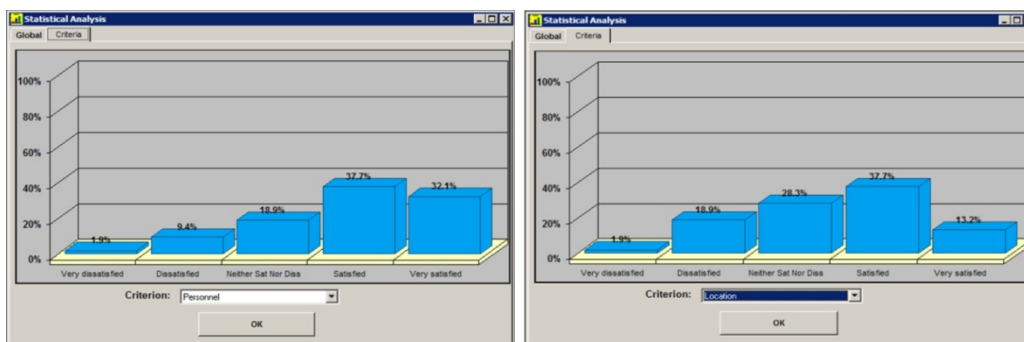 Statistical Analysis
Global Criteria
100%
80%
60%
40%
20%
0%
1.9%
9.4%
18.9%
37.7%
32.1%
Very dissatisfied Dissatisfied Neither Sat Nor Diss Satisfied Very satisfied
Criterion: Personnel
OK
Statistical Analysis
Global Criteria
100%
80%
60%
40%
20%
0%
1.9%
18.9%
28.3%
37.7%
13.2%
Very dissatisfied Dissatisfied Neither Sat Nor Diss Satisfied Very satisfied
Criterion: Location
OK